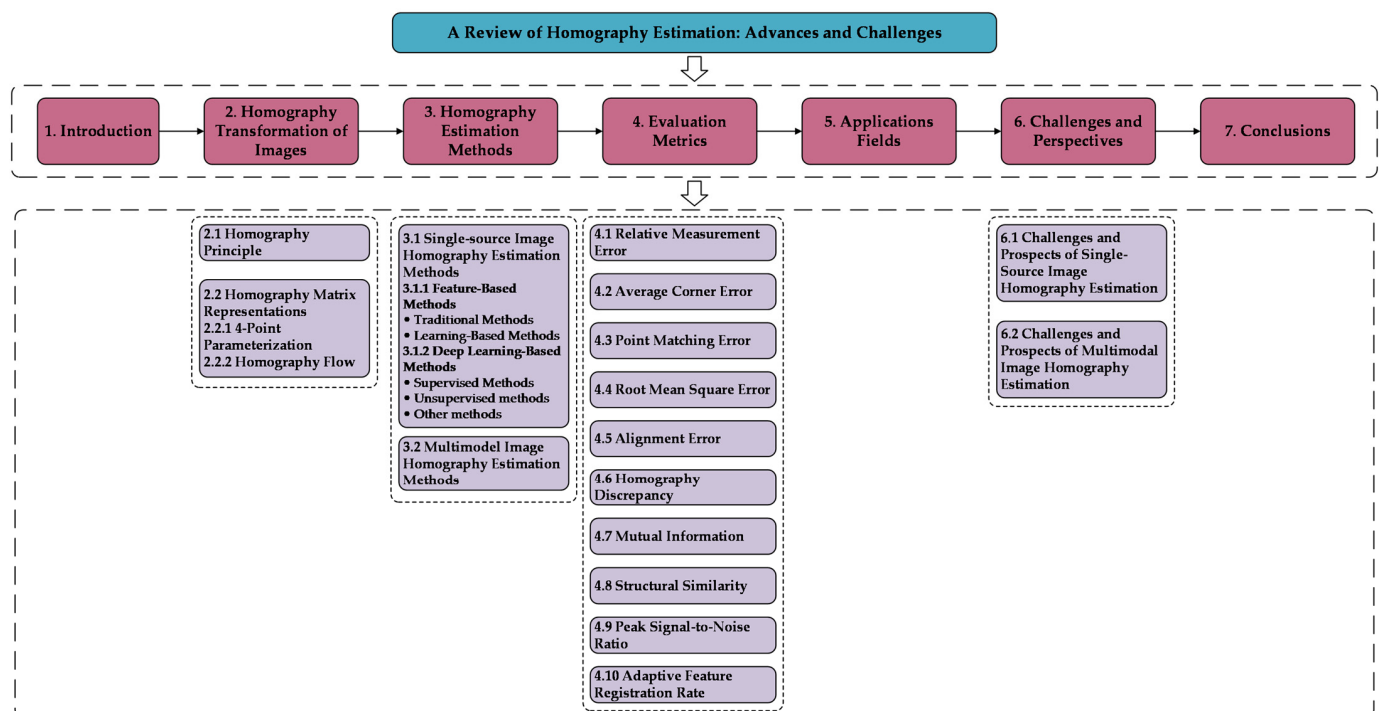 A Review of Homography Estimation: Advances and Challenges
1. Introduction
2. Homography
Transformation of
Images
3. Homography
Estimation
Methods
4. Evaluation
Metrics
5. Applications
Fields
6. Challenges and
Perspectives
7. Conclusions
2.1 Homography
Principle
2.2 Homography Matrix
Representations
2.2.1 4-Point
Parameterization
2.2.2 Homography Flow
3.1 Single-source Image
Homography Estimation
Methods
3.1.1 Feature-Based
Methods
• Traditional Methods
• Learning-Based Methods
3.1.2 Deep Learning-Based
Methods
• Supervised Methods
• Unsupervised methods
• Other methods
3.2 Multimodel Image
Homography Estimation
Methods
4.1 Relative Measurement
Error
4.2 Average Corner Error
4.3 Point Matching Error
4.4 Root Mean Square Error
4.5 Alignment Error
4.6 Homography
Discrepancy
4.7 Mutual Information
4.8 Structural Similarity
4.9 Peak Signal-to-Noise
Ratio
4.10 Adaptive Feature
Registration Rate
6.1 Challenges and
Prospects of Single-
Source Image
Homography Estimation
6.2 Challenges and
Prospects of Multimodal
Image Homography
Estimation